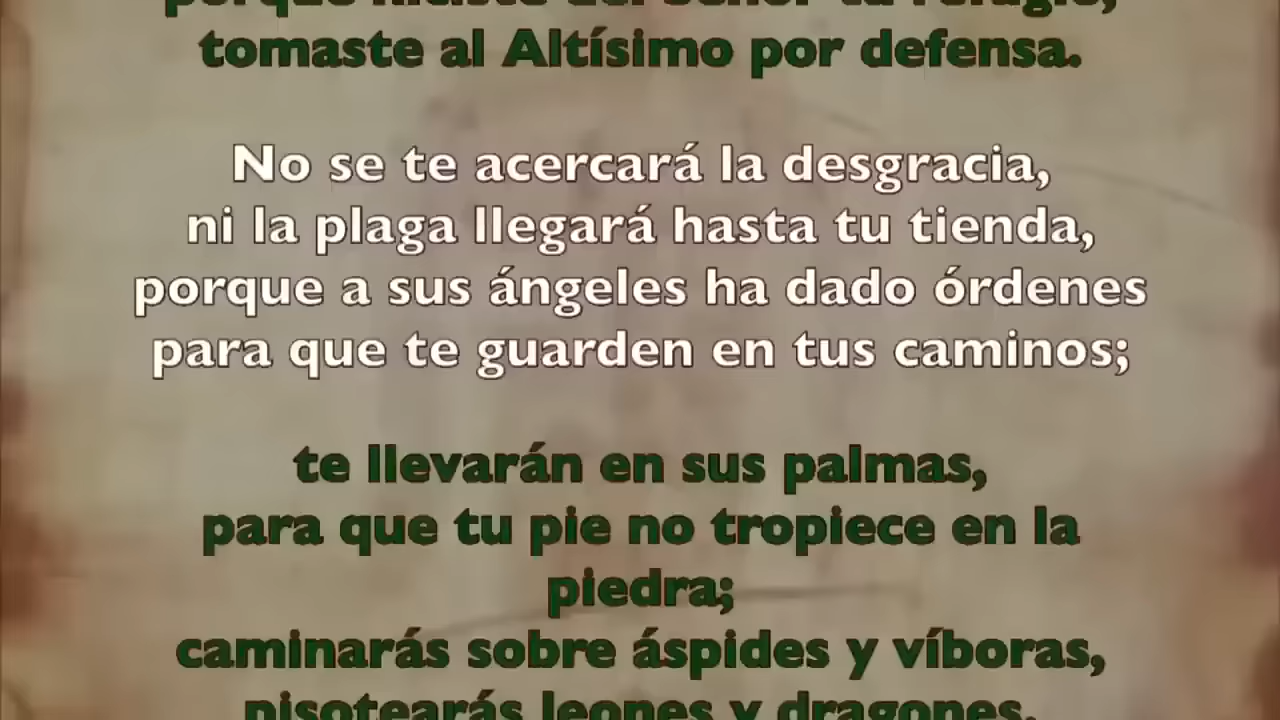 porque hiciste del Señor tu refugio,
tomaste al Altísimo por defensa.
No se te acercará la desgracia,
ni la plaga llegará hasta tu tienda,
porque a sus ángeles ha dado órdenes
para que te guarden en tus caminos;
te llevarán en sus palmas,
para que tu pie no tropiece en la
piedra;
caminarás sobre áspides y víboras,
pisotearás leones y dragones.